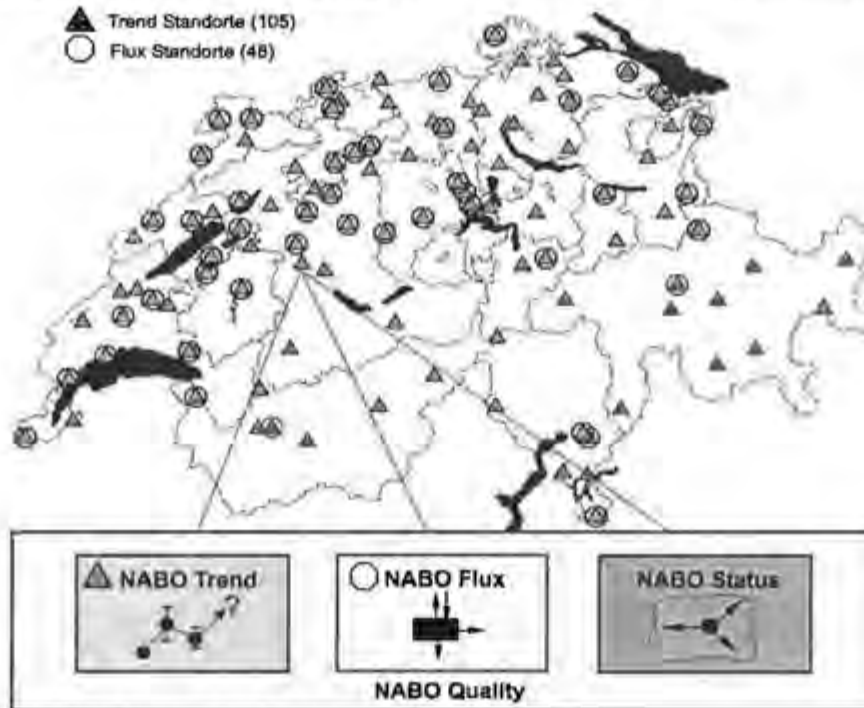 Trend Standorte (105)
Flux Standorte (48)
NABO Trend
?
NABO Flux
NABO Status
NABO Quality